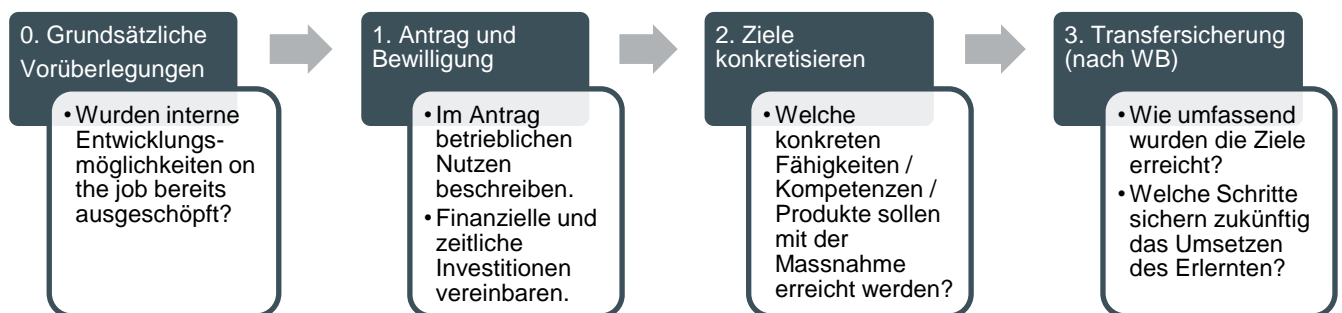 0. Grundsätzliche
Vorüberlegungen
• Wurden interne
Entwicklungs-
möglichkeiten on
the job bereits
ausgeschöpft?
1. Antrag und
Bewilligung
• Im Antrag
betrieblichen
Nutzen
beschreiben.
• Finanzielle und
zeitliche
Investitionen
vereinbaren.
2. Ziele
konkretisieren
• Welche
konkreten
Fähigkeiten /
Kompetenzen /
Produkte sollen
mit der
Massnahme
erreicht werden?
3. Transfersicherung
(nach WB)
• Wie umfassend
wurden die Ziele
erreicht?
• Welche Schritte
sichern zukünftig
das Umsetzen
des Erlernten?